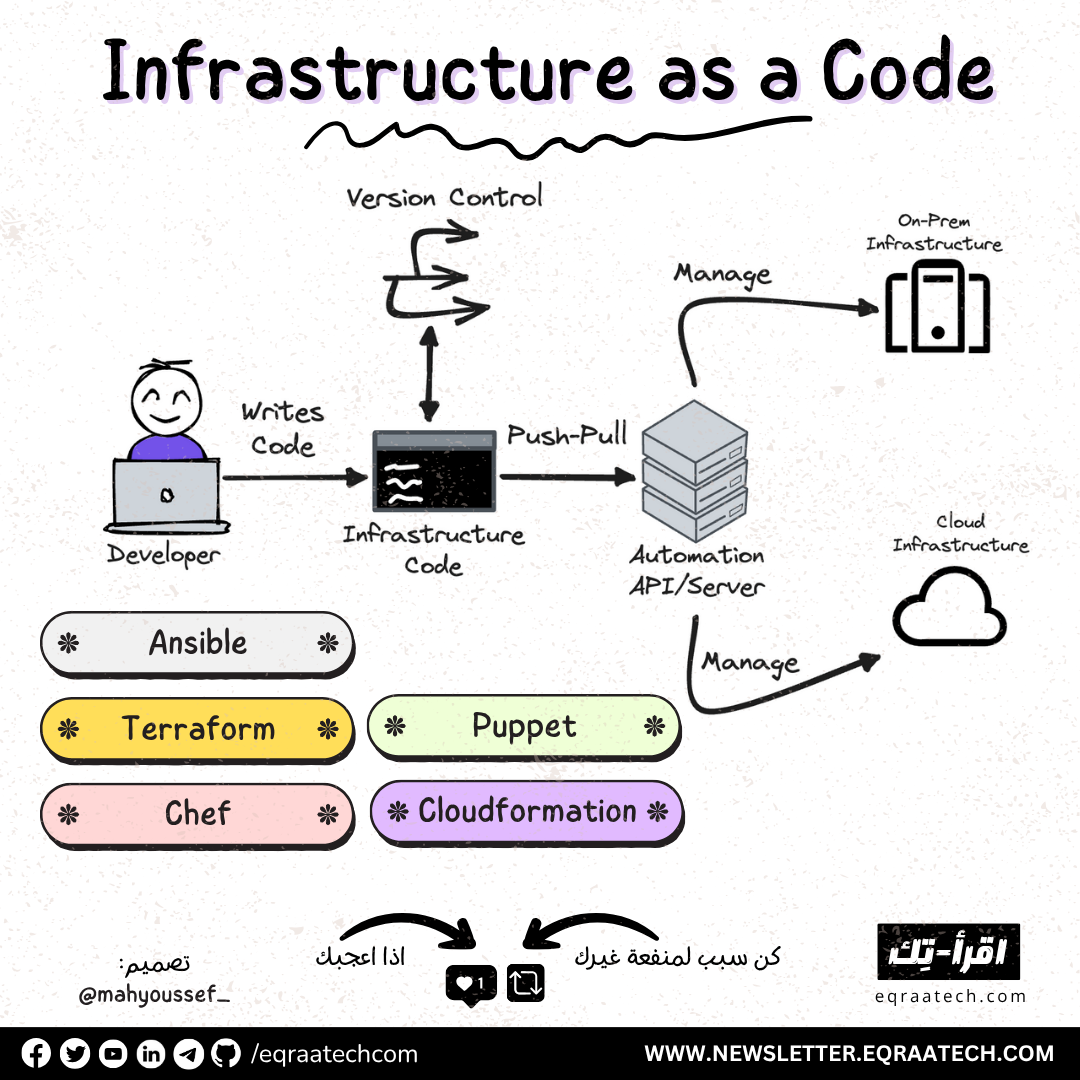 Infrastructure as a Code
Version Control
On-Prem
Infrastructure
Manage
Writes
Code
Push-Pull
Developer
Infrastructure
Code
Automation
API/Server
Cloud
Infrastructure
Manage
Ansible
Terraform
Puppet
Chef
Cloudformation
كن سبب لمنفعة غيرك
اذا اعجبك
1
تصميم:
@mahyoussef_
اقرأ-تِك
eqraatech.com
/eqraatechcom
WWW.NEWSLETTER.EQRAATECH.COM